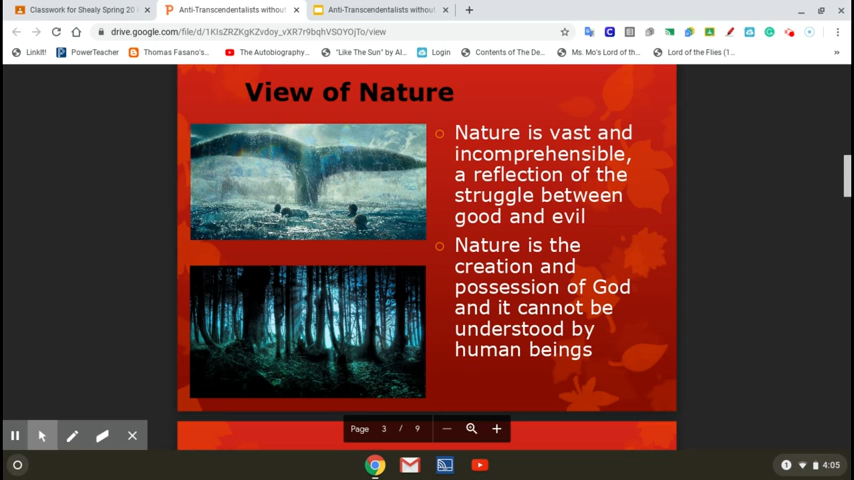 Classwork for Shealy Spring 20
Anti-Transcendentalists withou
Anti-Transcendentalists withou
drive.google.com/file/d/1KIsZRZKgKZvdoy_vXR7r9bqhVSOYOjTo/view
LinkIt!
PowerTeacher
Thomas Fasano's...
The Autobiography...
"Like The Sun" by Al...
Login
Contents of The De...
Ms. Mo's Lord of th...
Lord of the Flies (1...
View of Nature
Nature is vast and
incomprehensible,
a reflection of the
struggle between
good and evil
Nature is the
creation and
possession of God
and it cannot be
understood by
human beings
Page 3 / 9
1
4:05